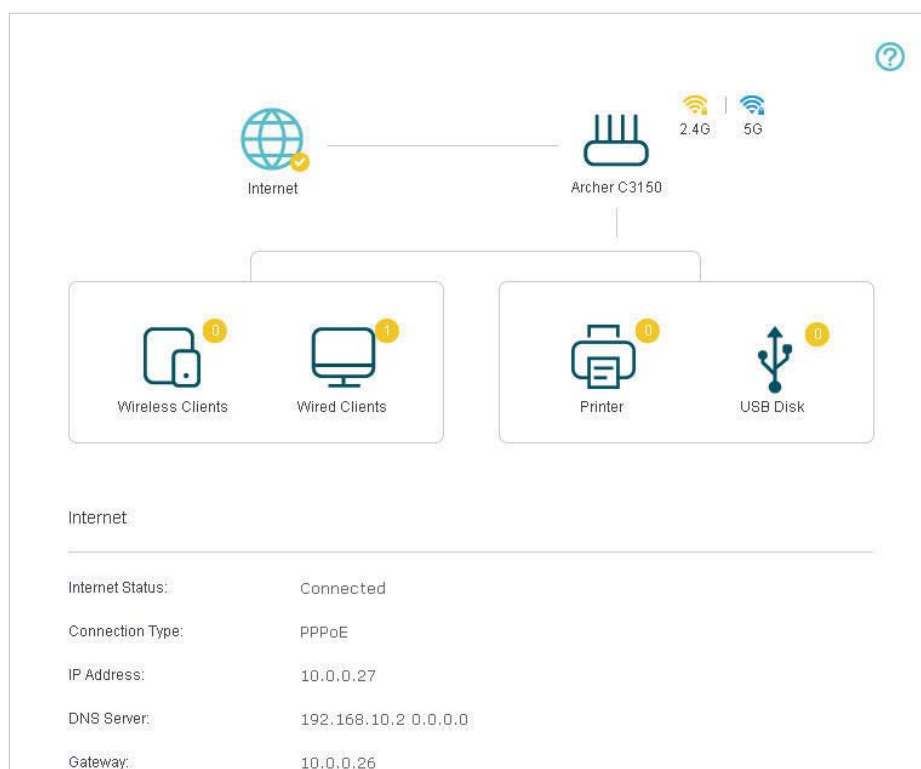 ?
2.4G 5G
Internet Archer C3150
0 1 0 0
Wireless Clients Wired Clients Printer USB Disk
Internet
Internet Status: Connected
Connection Type: PPPoE
IP Address: 10.0.0.27
DNS Server: 192.168.10.2 0.0.0.0
Gateway: 10.0.0.26